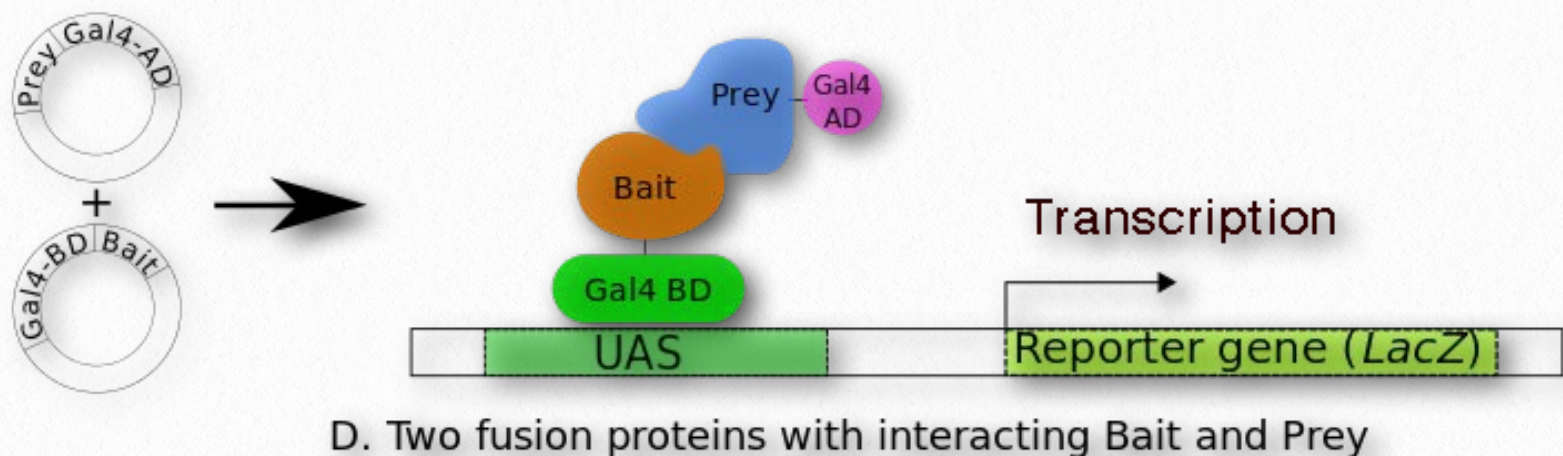 Prey Gal4-AD
+
Gal4-BD Bait
Prey
Gal4
AD
Bait
Gal4 BD
Transcription
UAS
Reporter gene (LacZ)
D. Two fusion proteins with interacting Bait and Prey